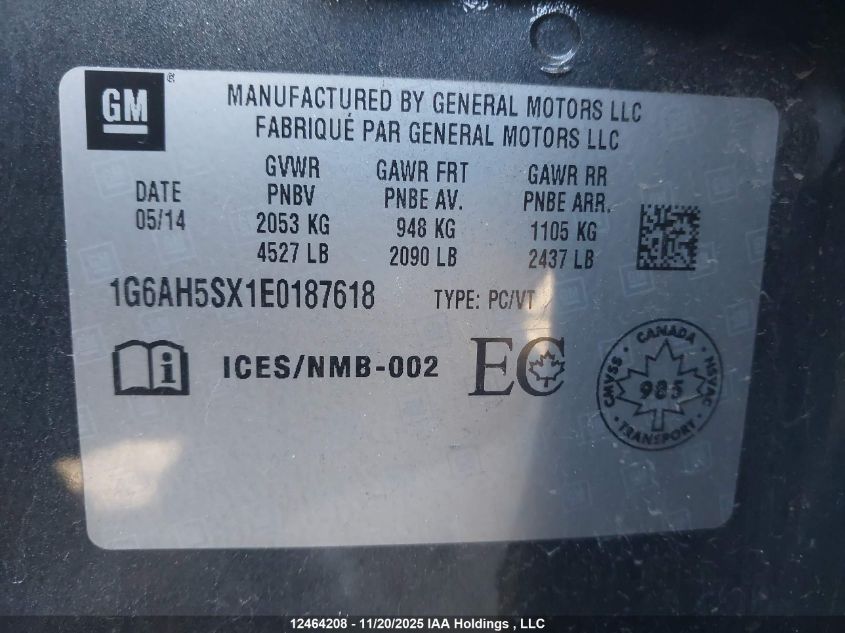 GM
MANUFACTURED BY GENERAL MOTORS LLC
FABRIQUÉ PAR GENERAL MOTORS LLC
DATE
05/14
GVWR
PNBV
2053 KG
4527 LB
GAWR FRT
PNBE AV.
948 KG
2090 LB
GAWR RR
PNBE ARR.
1105 KG
2437 LB
1G6AH5SX1E0187618 TYPE: PC/VT
i ICES/NMB-002 EC
CANADA
CMVSS NSVAC
985
TRANSPORT
12464208 - 11/20/2025 IAA Holdings , LLC